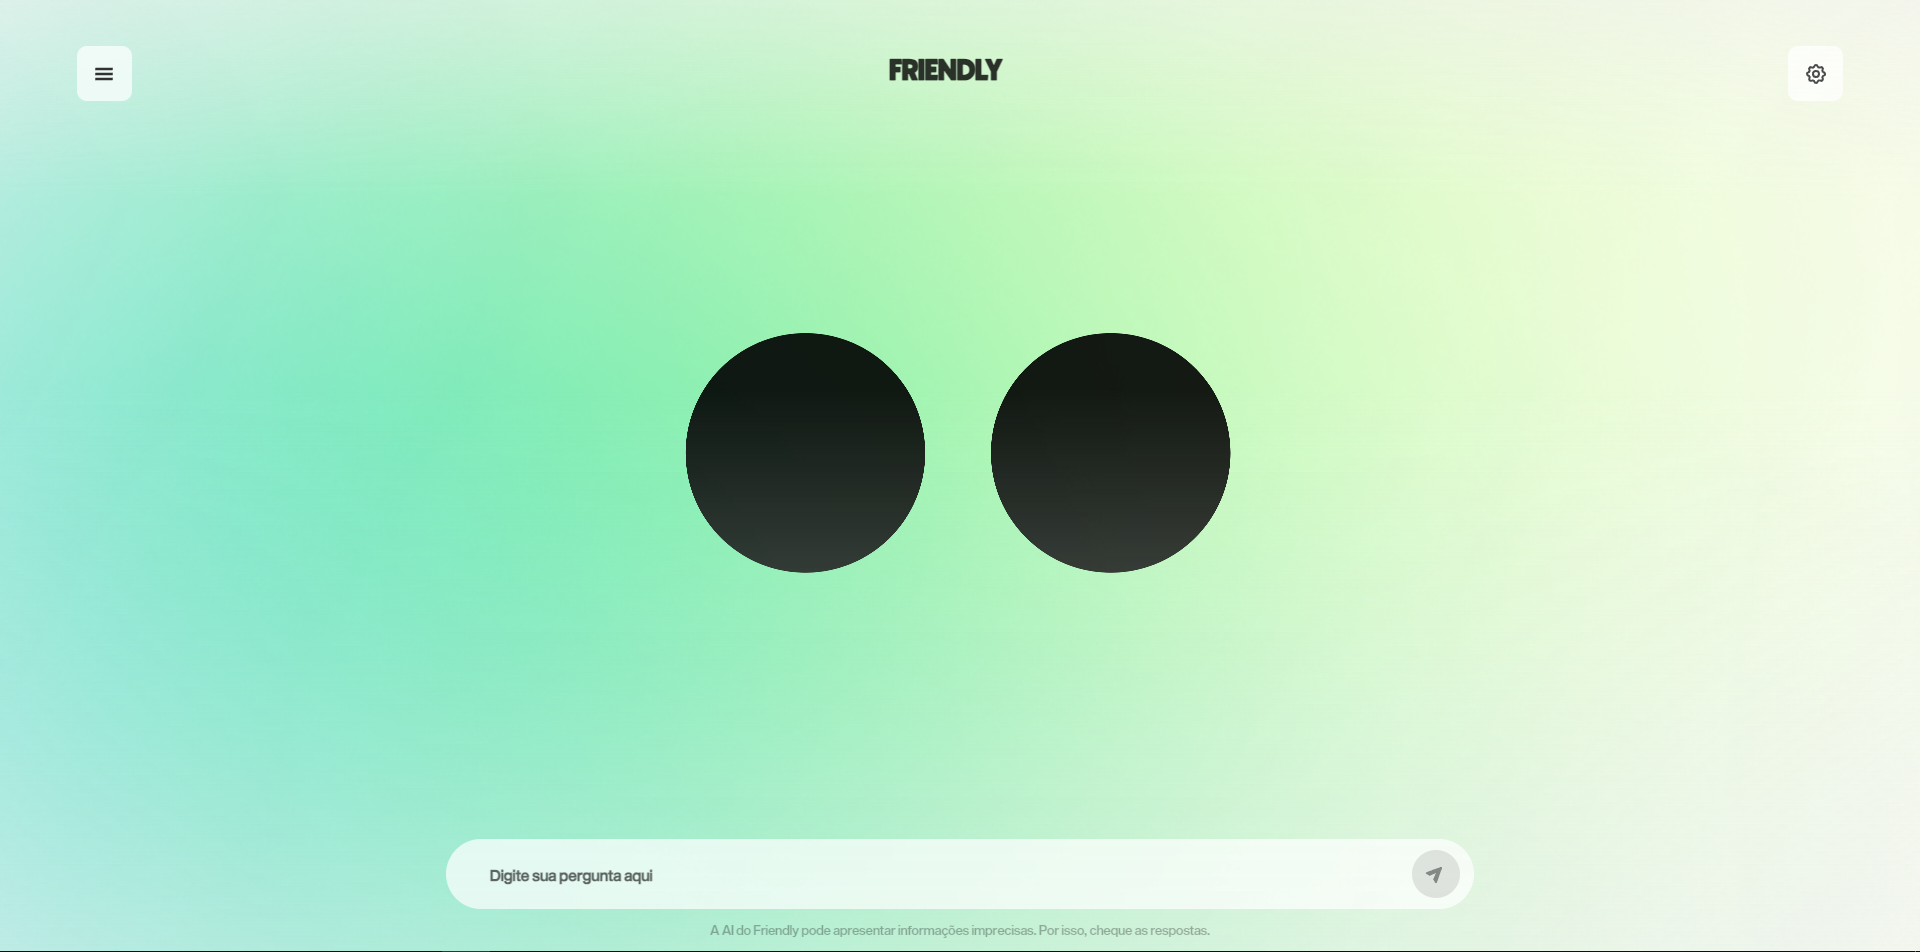 FRIENDLY
Digite sua pergunta aqui
A AI do Friendly pode apresentar informações imprecisas. Por isso, cheque as respostas.